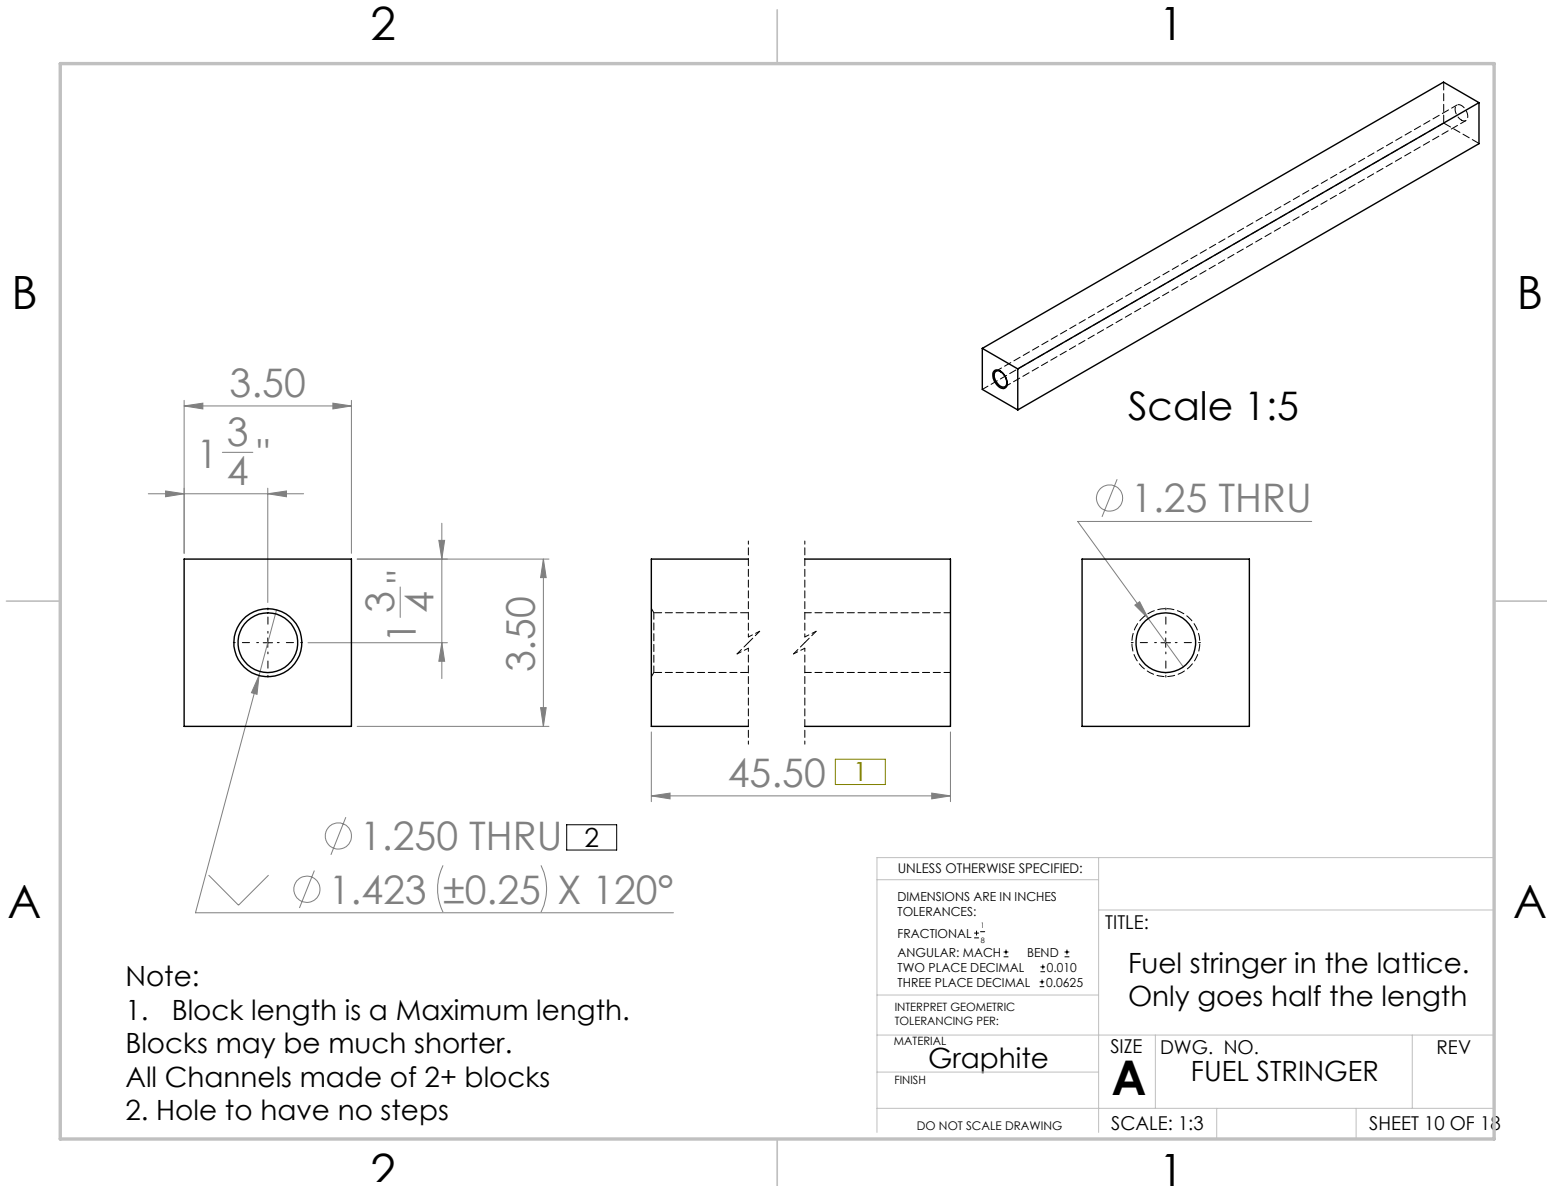 2
1
B
B
Scale 1:5
3.50
1 3/4"
⌀ 1.25 THRU
1 3/4"
3.50
45.50 1
⌀ 1.250 THRU 2
⌀ 1.423 (±0.25) X 120°
A
A
Note:
1. Block length is a Maximum length.
Blocks may be much shorter.
All Channels made of 2+ blocks
2. Hole to have no steps
UNLESS OTHERWISE SPECIFIED:
DIMENSIONS ARE IN INCHES
TOLERANCES:
FRACTIONAL ± 1/8
ANGULAR: MACH ± BEND ±
TWO PLACE DECIMAL ±0.010
THREE PLACE DECIMAL ±0.0625
INTERPRET GEOMETRIC
TOLERANCING PER:
MATERIAL
Graphite
FINISH
DO NOT SCALE DRAWING
TITLE:
Fuel stringer in the lattice.
Only goes half the length
SIZE
A
DWG. NO.
FUEL STRINGER
REV
SCALE: 1:3
SHEET 10 OF 18
2
1